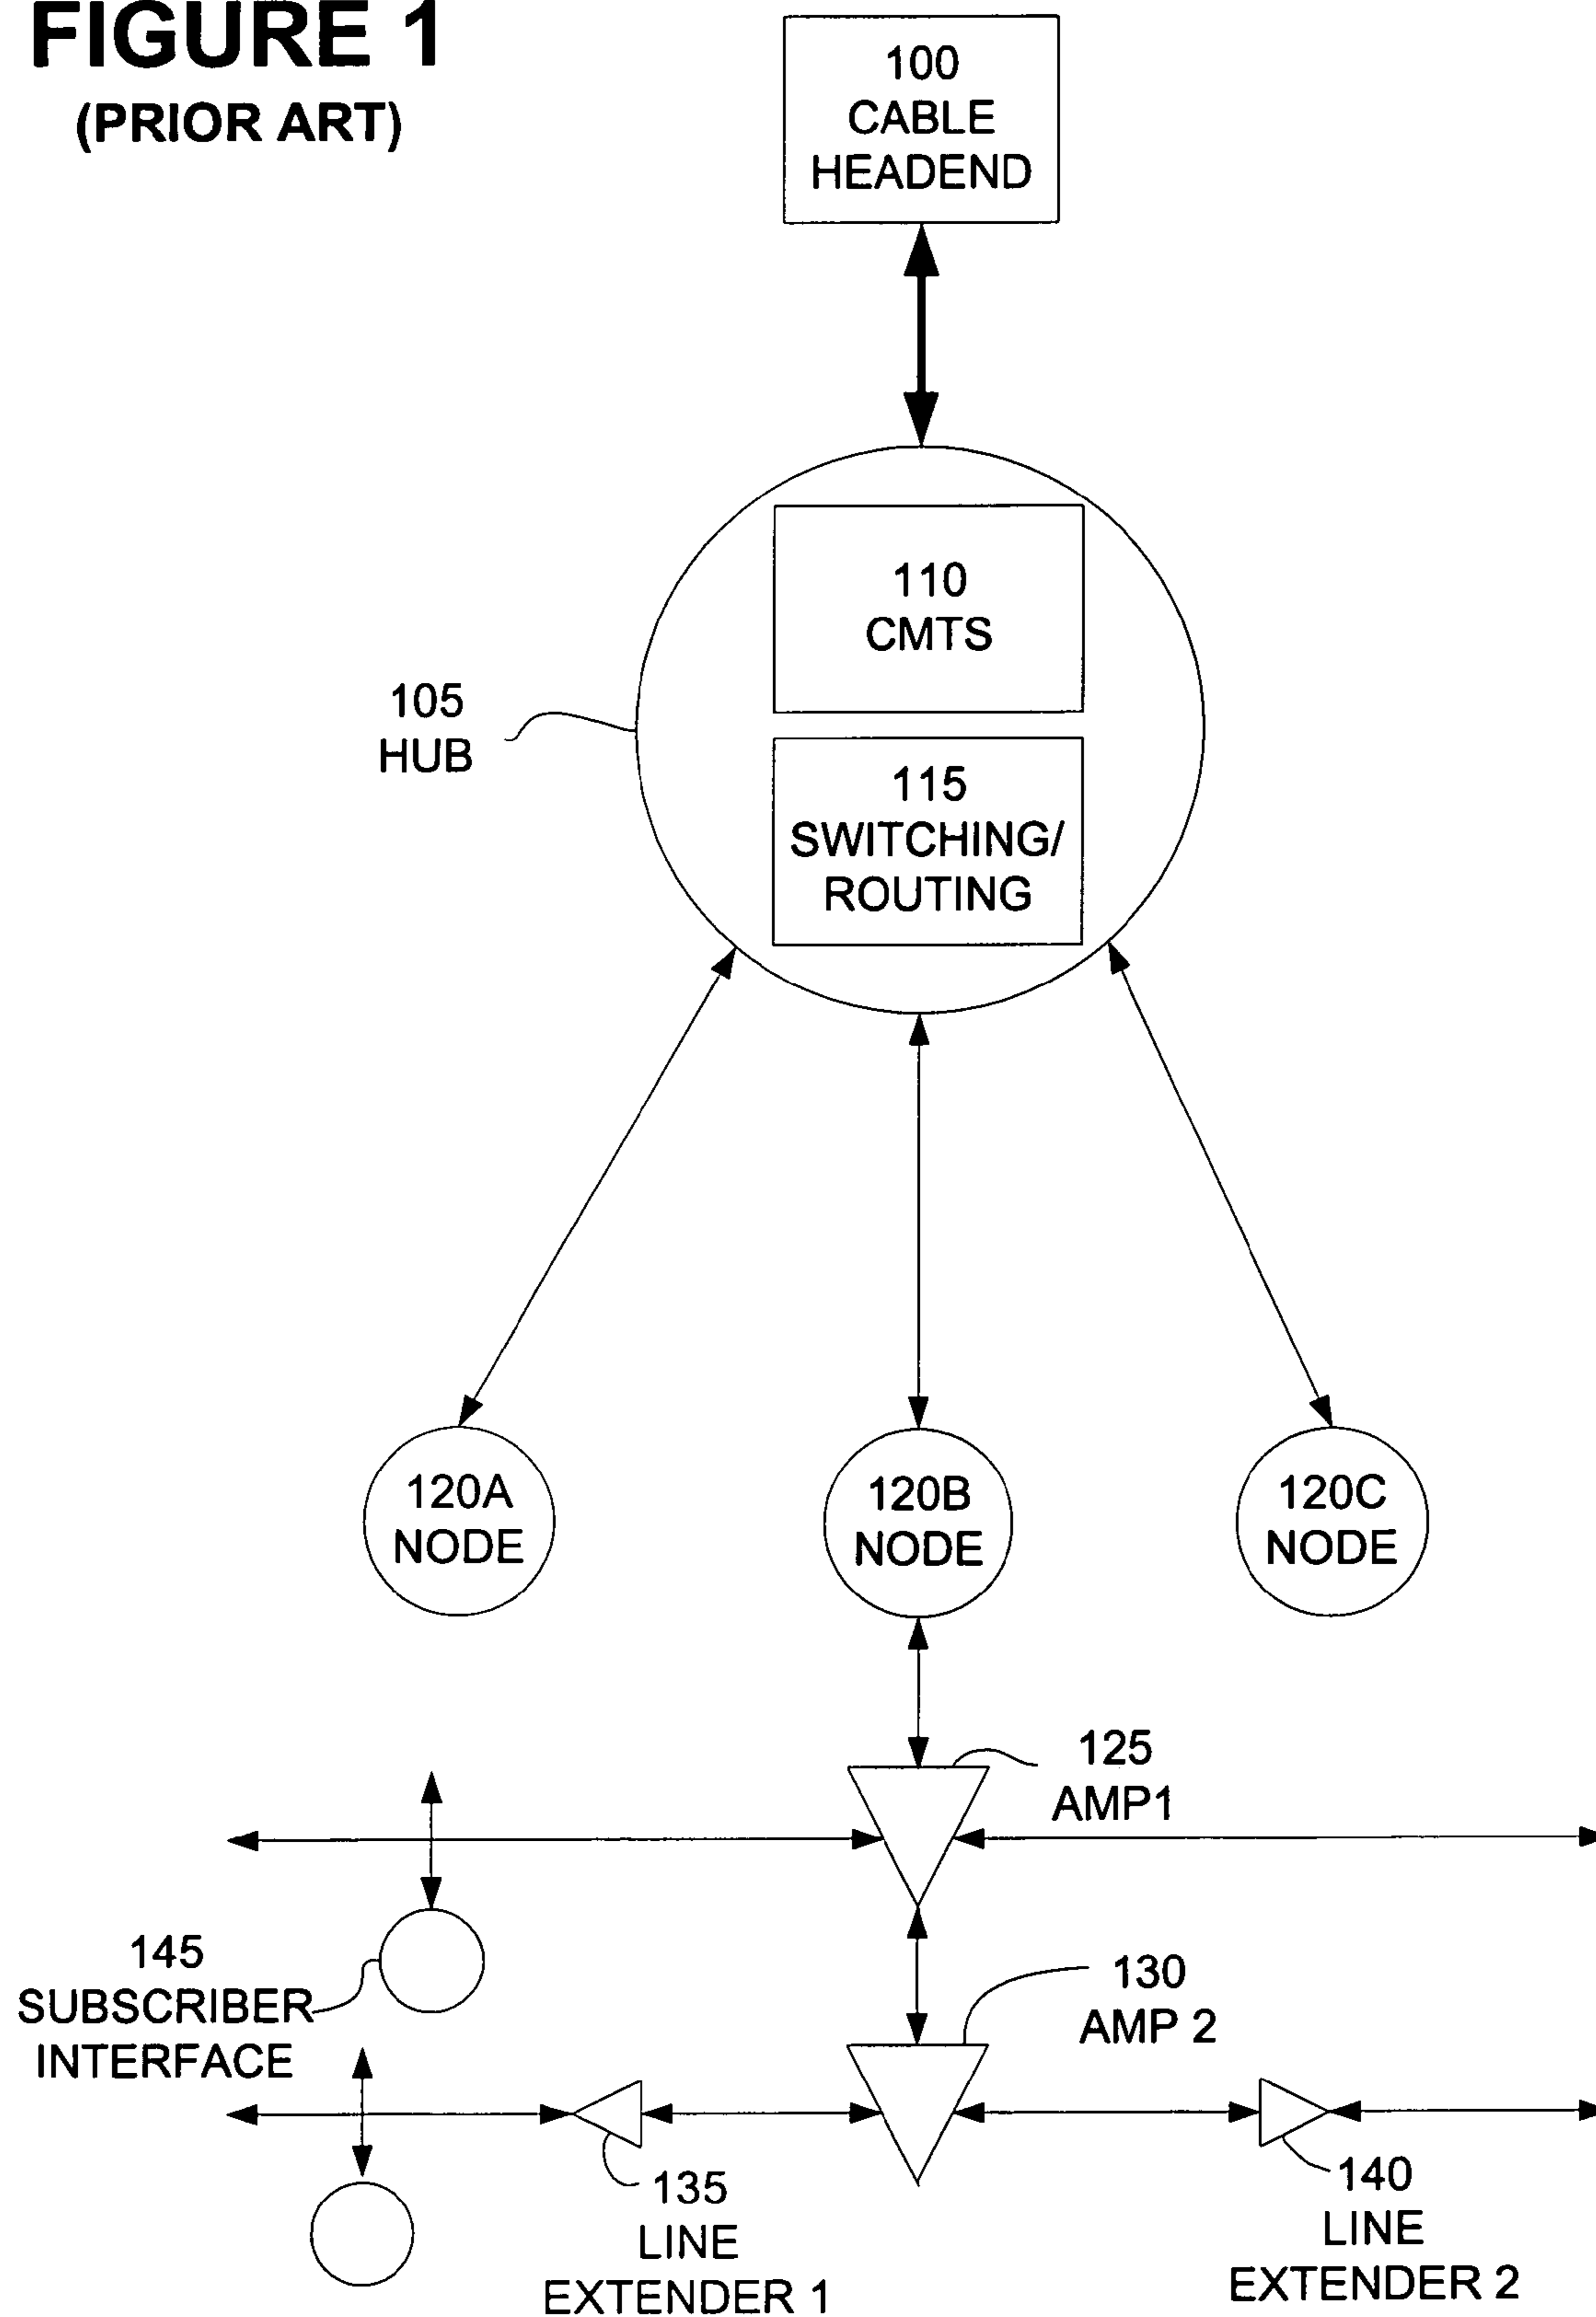 FIGURE 1
(PRIOR ART)
100
CABLE
HEADEND
110
CMTS
105
HUB
115
SWITCHING/
ROUTING
120A
NODE
120B
NODE
120C
NODE
125
AMP1
145
SUBSCRIBER
INTERFACE
130
AMP 2
135
LINE
EXTENDER 1
140
LINE
EXTENDER 2